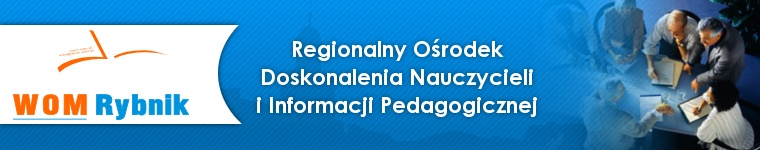 WOM Rybnik
Regionalny Ośrodek
Doskonalenia Nauczycieli
i Informacji Pedagogicznej